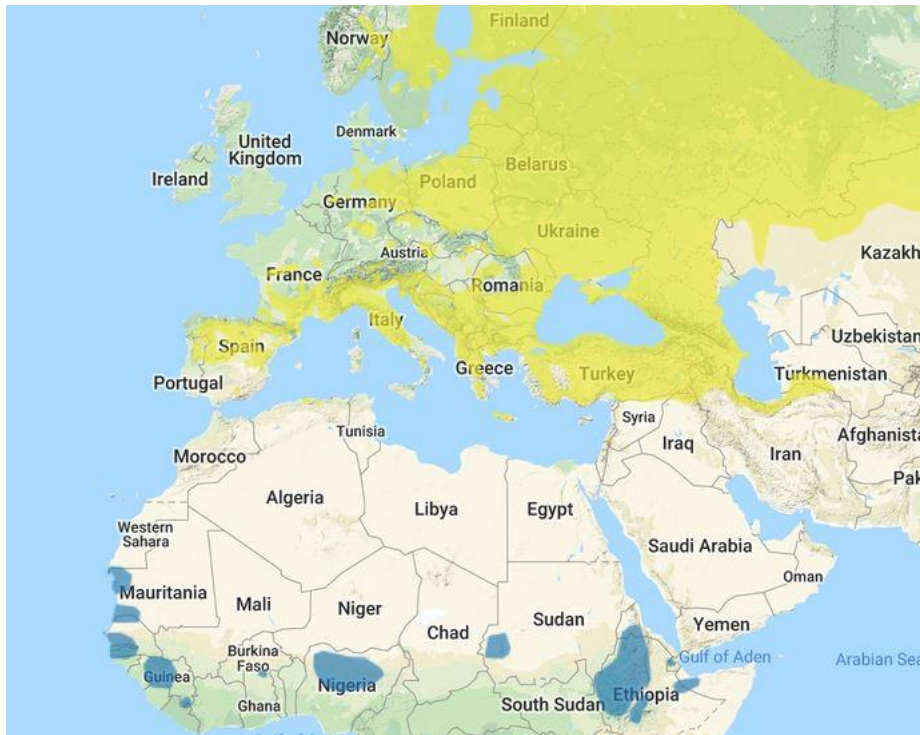 Finland
Norway
Denmark
United
Kingdom
Ireland
Belarus
Poland
Germany
Ukraine
Austria
Kazakh
France
Romania
Italy
Uzbekistan
Spain
Greece
Turkey
Turkmenistan
Portugal
Syria
Afghanista
Tunisia
Iraq
Iran
Morocco
Pak
Algeria
Libya
Egypt
Western
Sahara
Saudi Arabia
Oman
Mauritania
Mali
Niger
Sudan
Yemen
Chad
Gulf of Aden
Arabian Sea
Burkina
Faso
Guinea
Nigeria
Ethiopia
Ghana
South Sudan